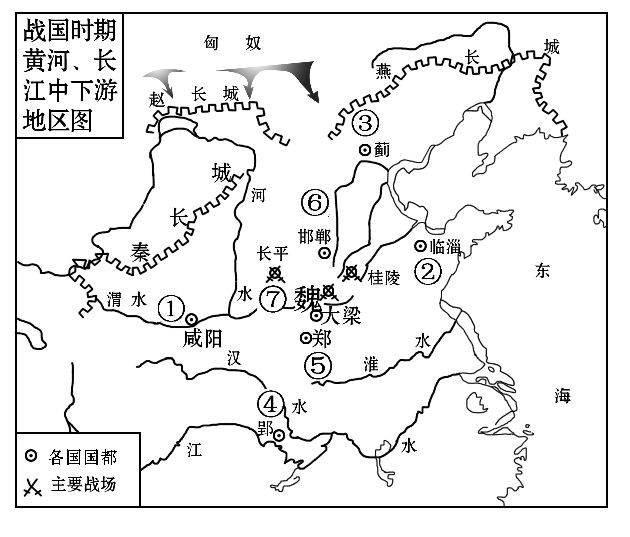 战国时期
黄河、长
江中下游
地区图
匈奴
赵长城
燕长城
③
蓟
⑥
邯郸
长平
桂陵
临淄
②
东
海
秦长城
河
水
渭水
①
咸阳
⑦
魏
大梁
郑
⑤
汉
水
淮
水
④
郢
江
水
各国国都
主要战场